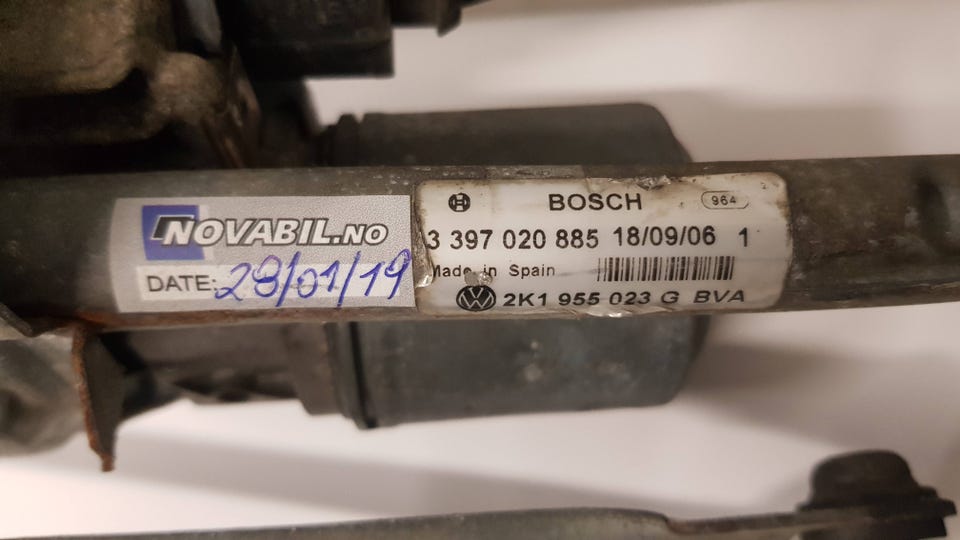 NOVABIL.NO
DATE: 28/01/19
BOSCH 964
3 397 020 885 18/09/06 1
Made in Spain
2K1 955 023 G BVA